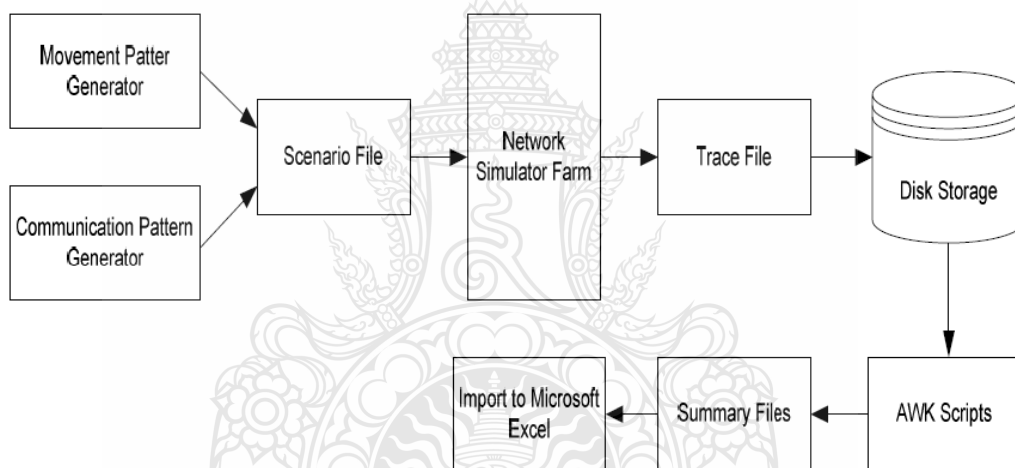 Movement Patter
Generator
Communication Pattern
Generator
Scenario File
Network
Simulator Farm
Trace File
Disk Storage
AWK Scripts
Summary Files
Import to Microsoft
Excel